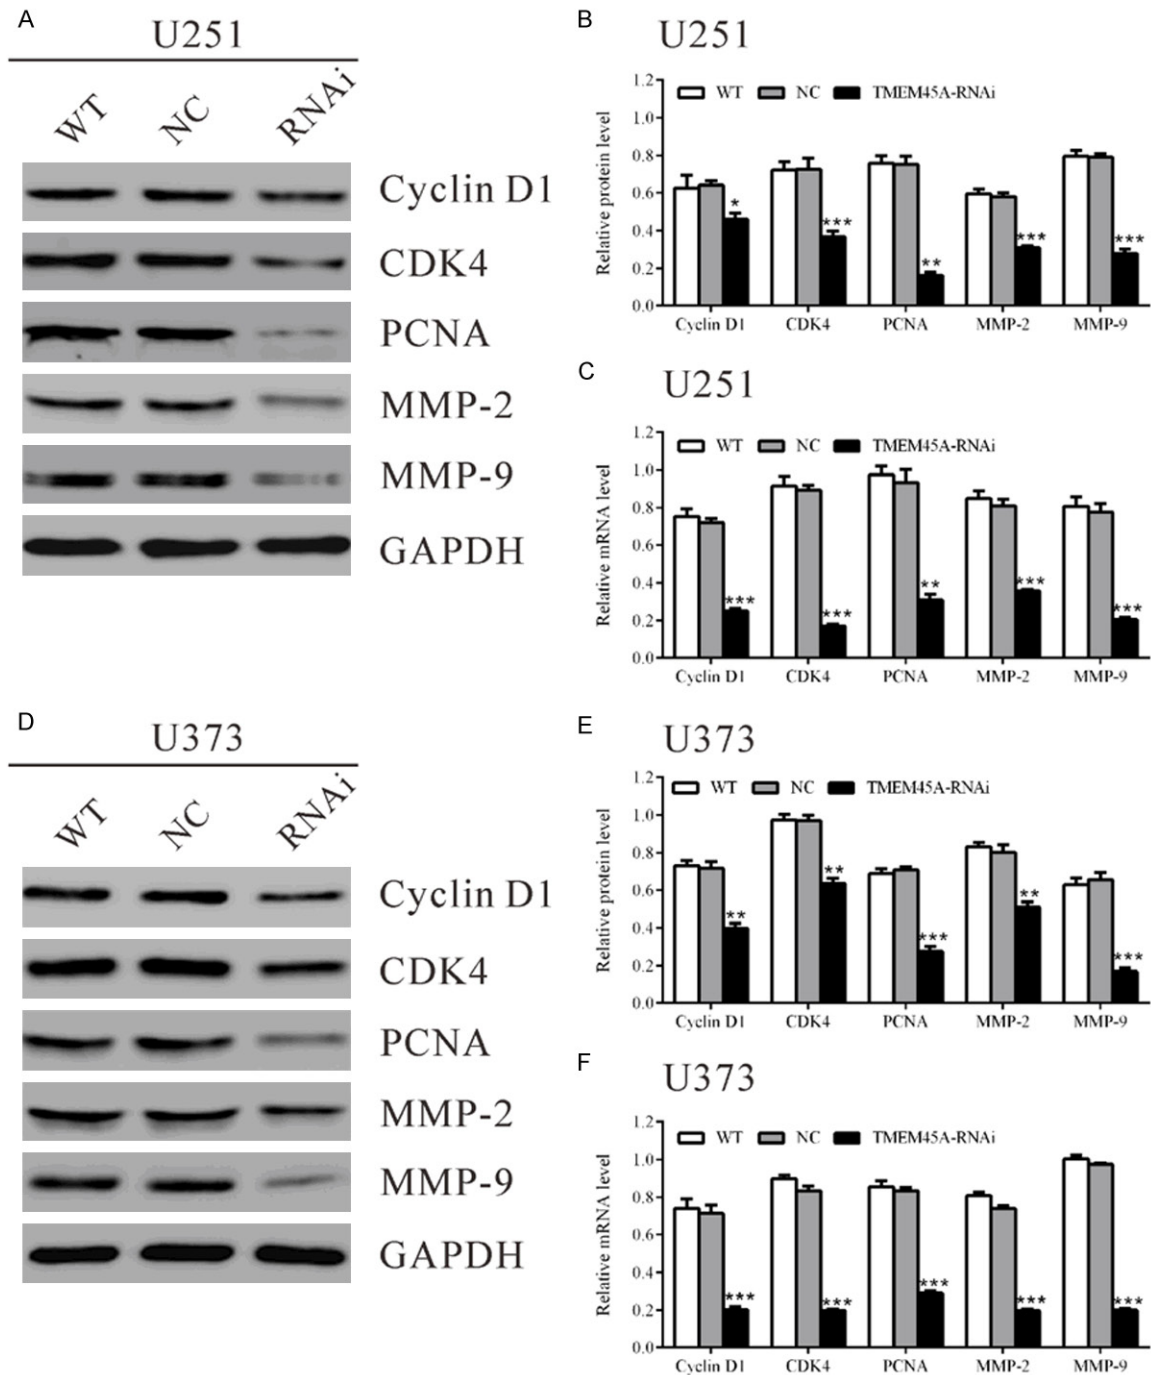 A
U251
WT NC RNAi
Cyclin D1
CDK4
PCNA
MMP-2
MMP-9
GAPDH
B
U251
WT NC TMEM45A-RNAi
Relative protein level
1.2
1.0
0.8
0.6
0.4
0.2
0.0
* *** ** *** ***
Cyclin D1 CDK4 PCNA MMP-2 MMP-9
C
U251
WT NC TMEM45A-RNAi
Relative mRNA level
1.2
1.0
0.8
0.6
0.4
0.2
0.0
*** *** ** *** ***
Cyclin D1 CDK4 PCNA MMP-2 MMP-9
D
U373
WT NC RNAi
Cyclin D1
CDK4
PCNA
MMP-2
MMP-9
GAPDH
E
U373
WT NC TMEM45A-RNAi
Relative protein level
1.2
1.0
0.8
0.6
0.4
0.2
0.0
** ** *** ** ***
Cyclin D1 CDK4 PCNA MMP-2 MMP-9
F
U373
WT NC TMEM45A-RNAi
Relative mRNA level
1.2
1.0
0.8
0.6
0.4
0.2
0.0
*** *** *** *** ***
Cyclin D1 CDK4 PCNA MMP-2 MMP-9